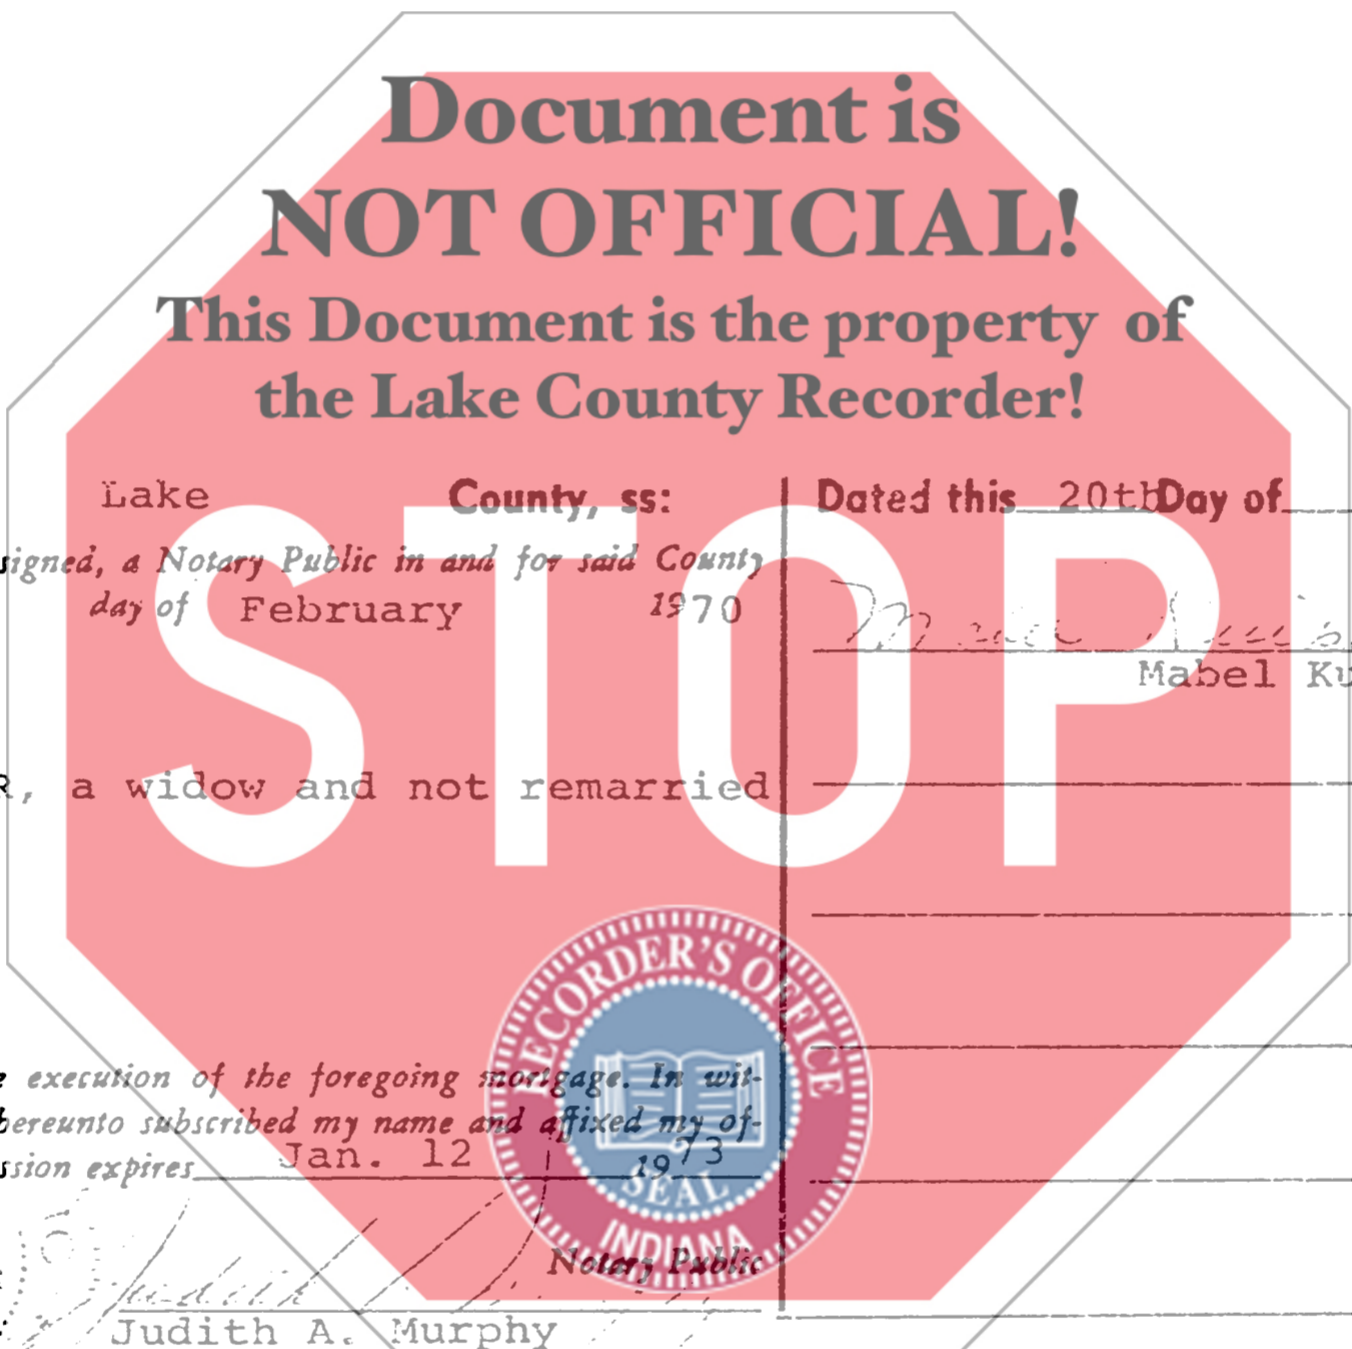 Document is
NOT OFFICIAL!
This Document is the property of
the Lake County Recorder!
STOP
Lake County, ss:
signed, a Notary Public in and for said County
day of February 1970
R, a widow and not remarried
execution of the foregoing mortgage. In wit-
hereunto subscribed my name and affixed my of-
ssion expires Jan. 12 1973
Notary Public
Judith A. Murphy
Dated this 20th Day of
Mabel Ku
RECORDER'S OFFICE
SEAL
INDIANA